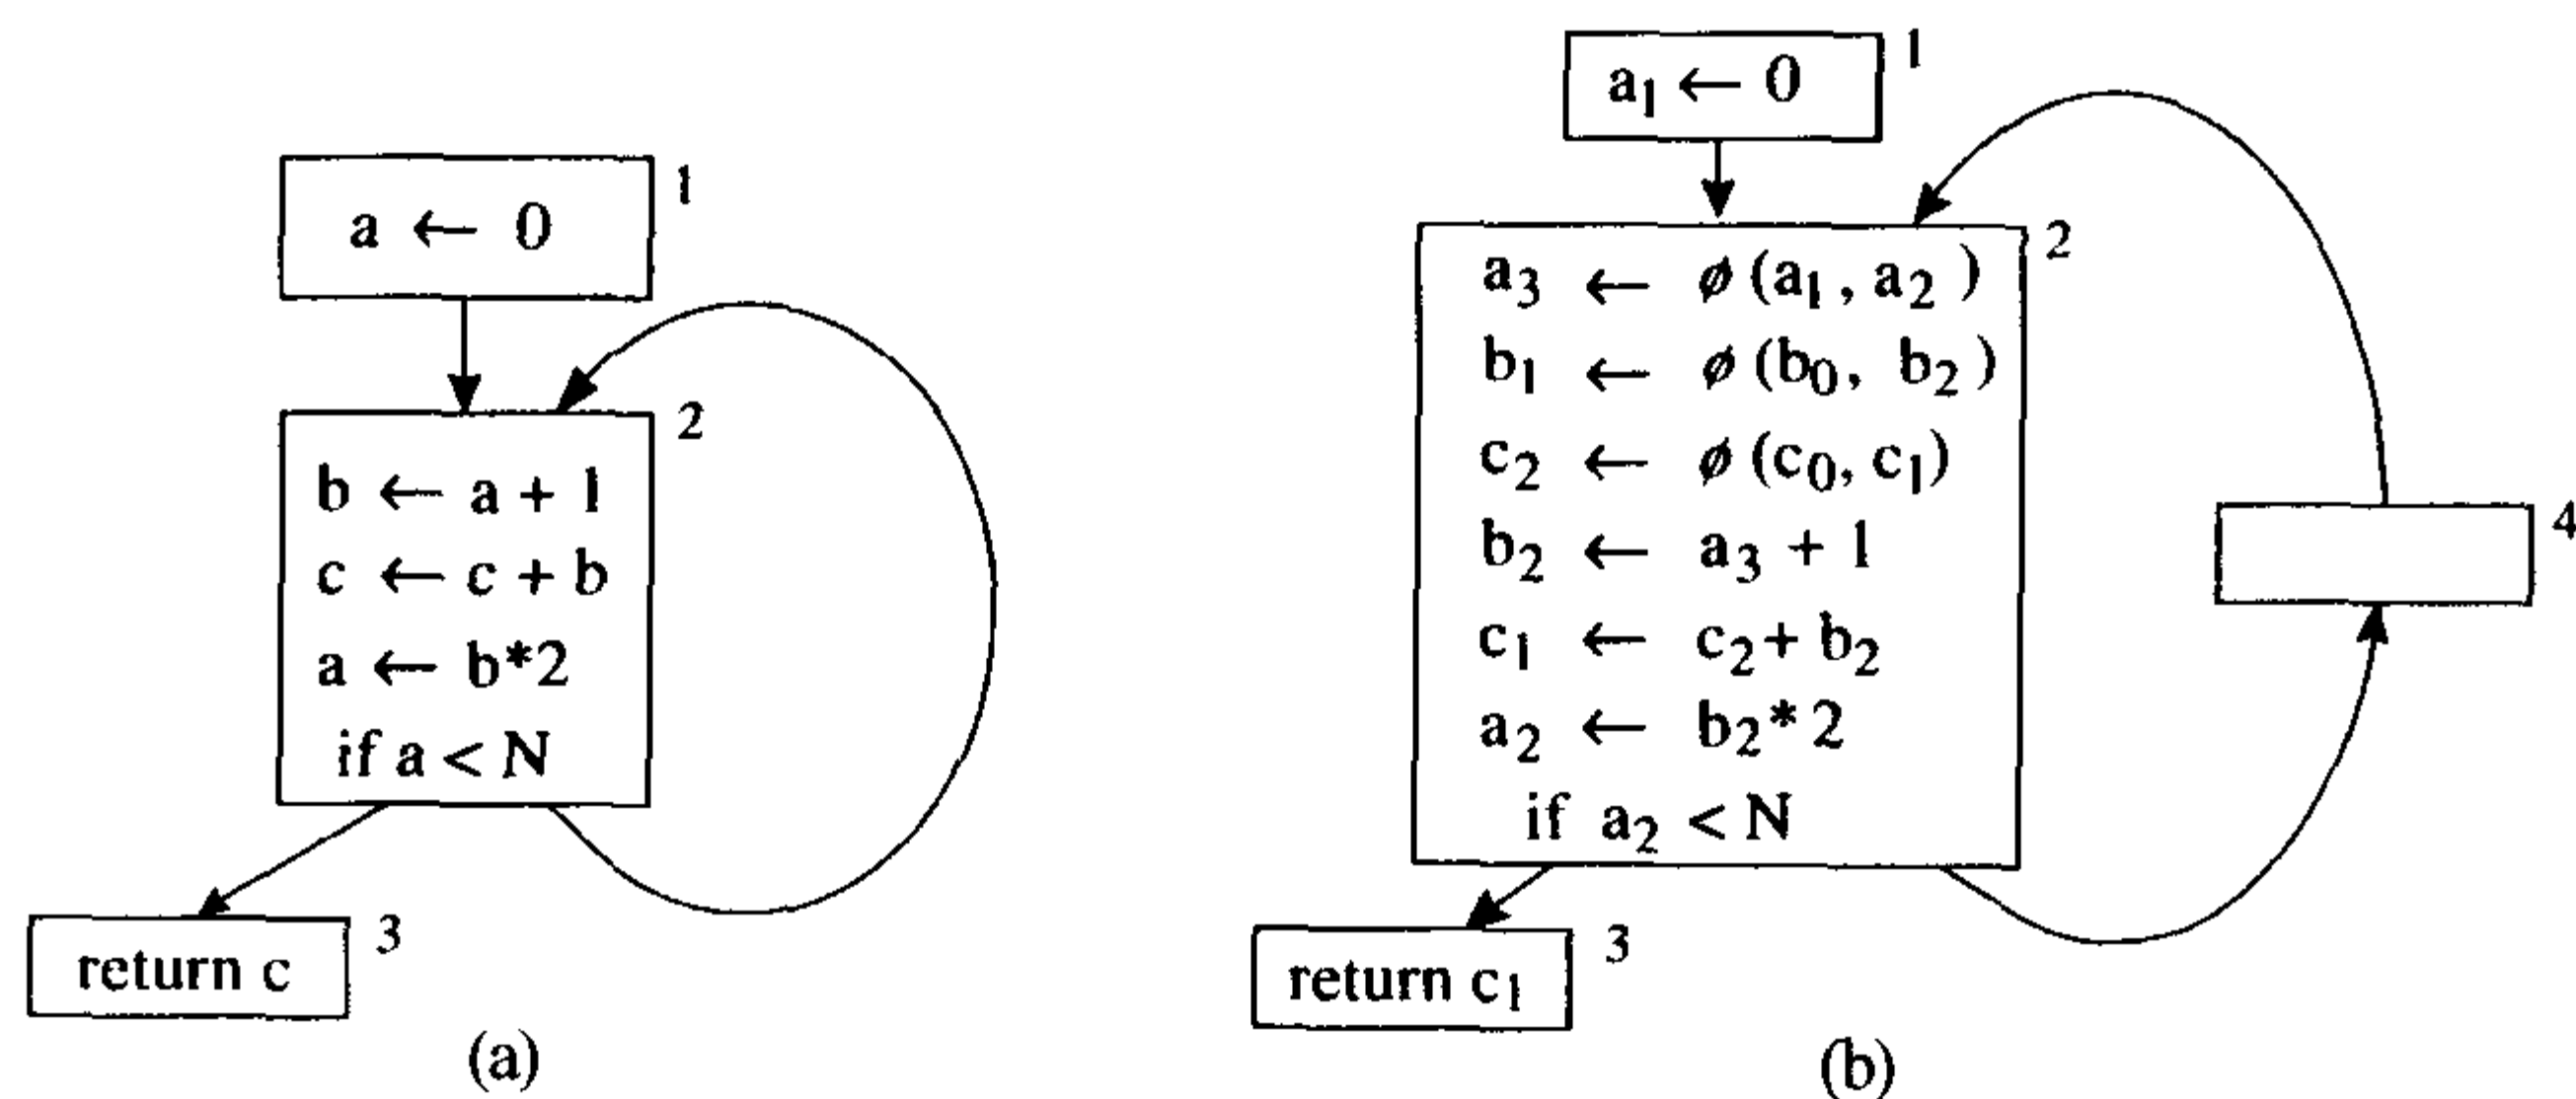 a ← 0
1
b ← a + 1
c ← c + b
a ← b*2
if a < N
2
return c
3
(a)
a₁ ← 0
1
a₃ ← ϕ (a₁, a₂ )
b₁ ← ϕ (b₀, b₂ )
c₂ ← ϕ (c₀, c₁)
b₂ ← a₃ + 1
c₁ ← c₂ + b₂
a₂ ← b₂ * 2
if a₂ < N
2
4
return c₁
3
(b)